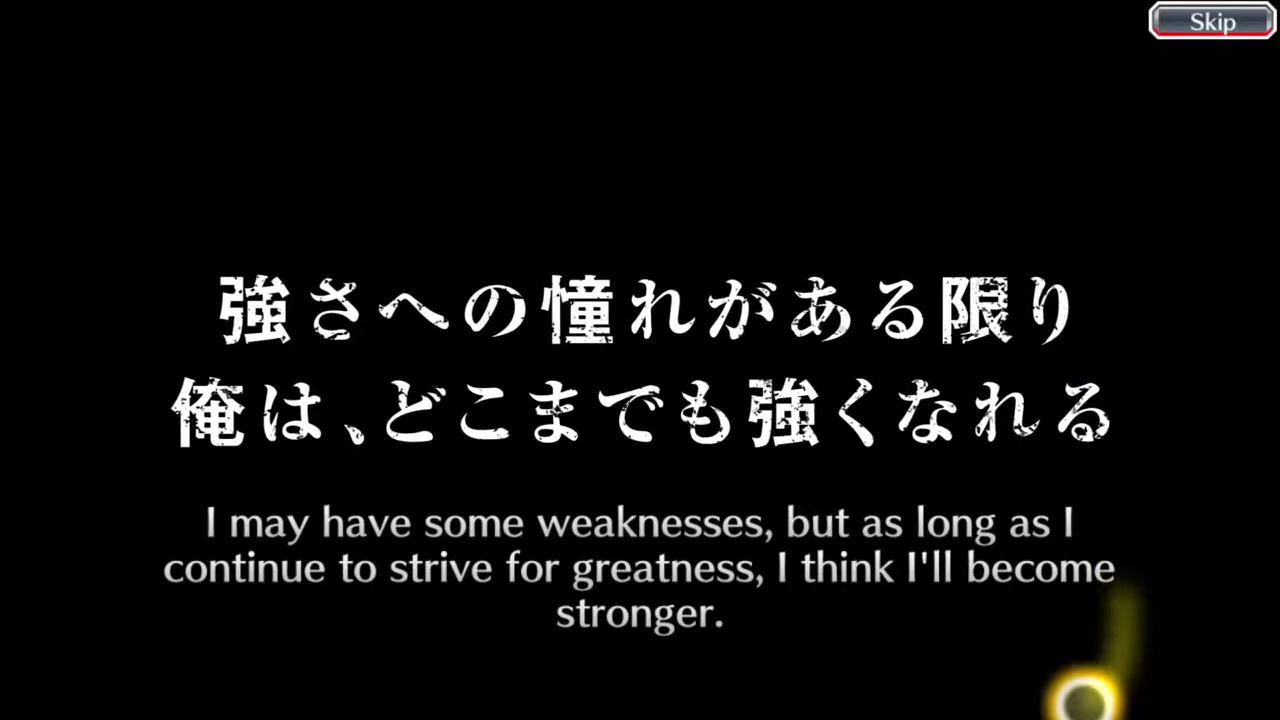 Skip
強さへの憧れがある限り
俺は、どこまでも強くなれる
I may have some weaknesses, but as long as I
continue to strive for greatness, I think I'll become
stronger.